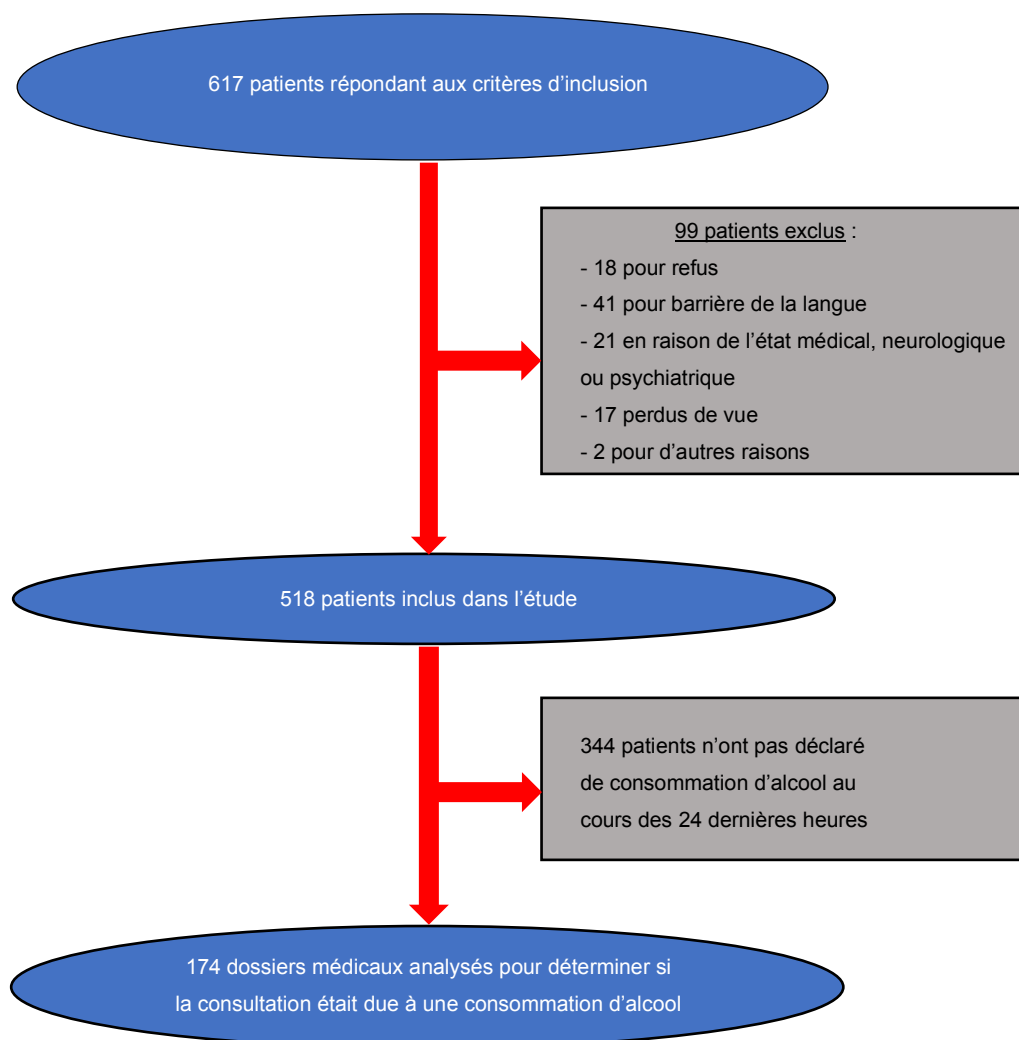 617 patients répondant aux critères d’inclusion
99 patients exclus :
- 18 pour refus
- 41 pour barrière de la langue
- 21 en raison de l’état médical, neurologique
ou psychiatrique
- 17 perdus de vue
- 2 pour d’autres raisons
518 patients inclus dans l’étude
344 patients n’ont pas déclaré
de consommation d’alcool au
cours des 24 dernières heures
174 dossiers médicaux analysés pour déterminer si
la consultation était due à une consommation d’alcool